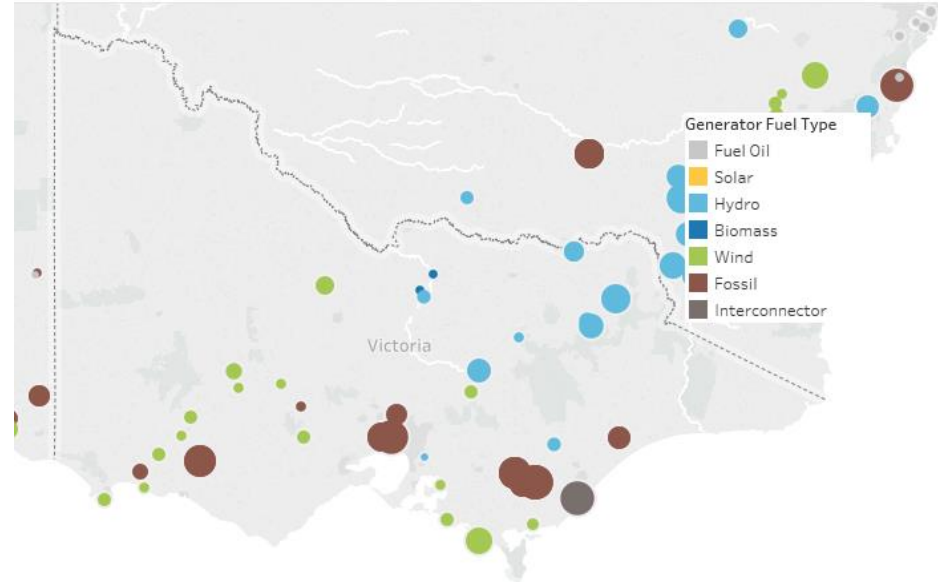 Generator Fuel Type
Fuel Oil
Solar
Hydro
Biomass
Wind
Fossil
Interconnector
Victoria